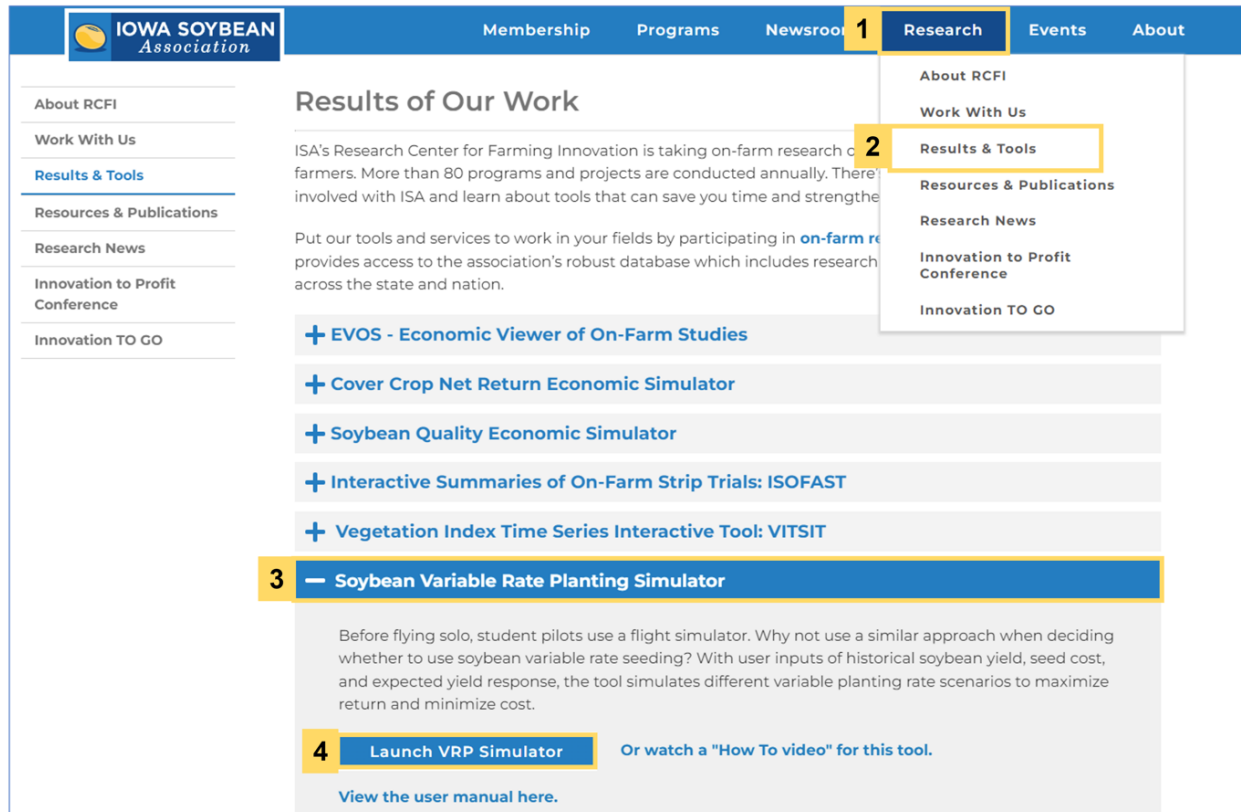 IOWA SOYBEAN
Association
Membership
Programs
Newsroo
1
Research
Events
About
About RCFI
Work With Us
2
Results & Tools
Resources & Publications
Research News
Innovation to Profit
Conference
Innovation TO GO
About RCFI
Work With Us
Results & Tools
Resources & Publications
Research News
Innovation to Profit
Conference
Innovation TO GO
Results of Our Work
ISA's Research Center for Farming Innovation is taking on-farm research
farmers. More than 80 programs and projects are conducted annually. There'
involved with ISA and learn about tools that can save you time and strengthe
Put our tools and services to work in your fields by participating in on-farm re
provides access to the association's robust database which includes research
across the state and nation.
EVOS - Economic Viewer of On-Farm Studies
Cover Crop Net Return Economic Simulator
Soybean Quality Economic Simulator
Interactive Summaries of On-Farm Strip Trials: ISOFAST
Vegetation Index Time Series Interactive Tool: VITSIT
3
Soybean Variable Rate Planting Simulator
Before flying solo, student pilots use a flight simulator. Why not use a similar approach when deciding
whether to use soybean variable rate seeding? With user inputs of historical soybean yield, seed cost,
and expected yield response, the tool simulates different variable planting rate scenarios to maximize
return and minimize cost.
4
Launch VRP Simulator
Or watch a "How To video" for this tool.
View the user manual here.